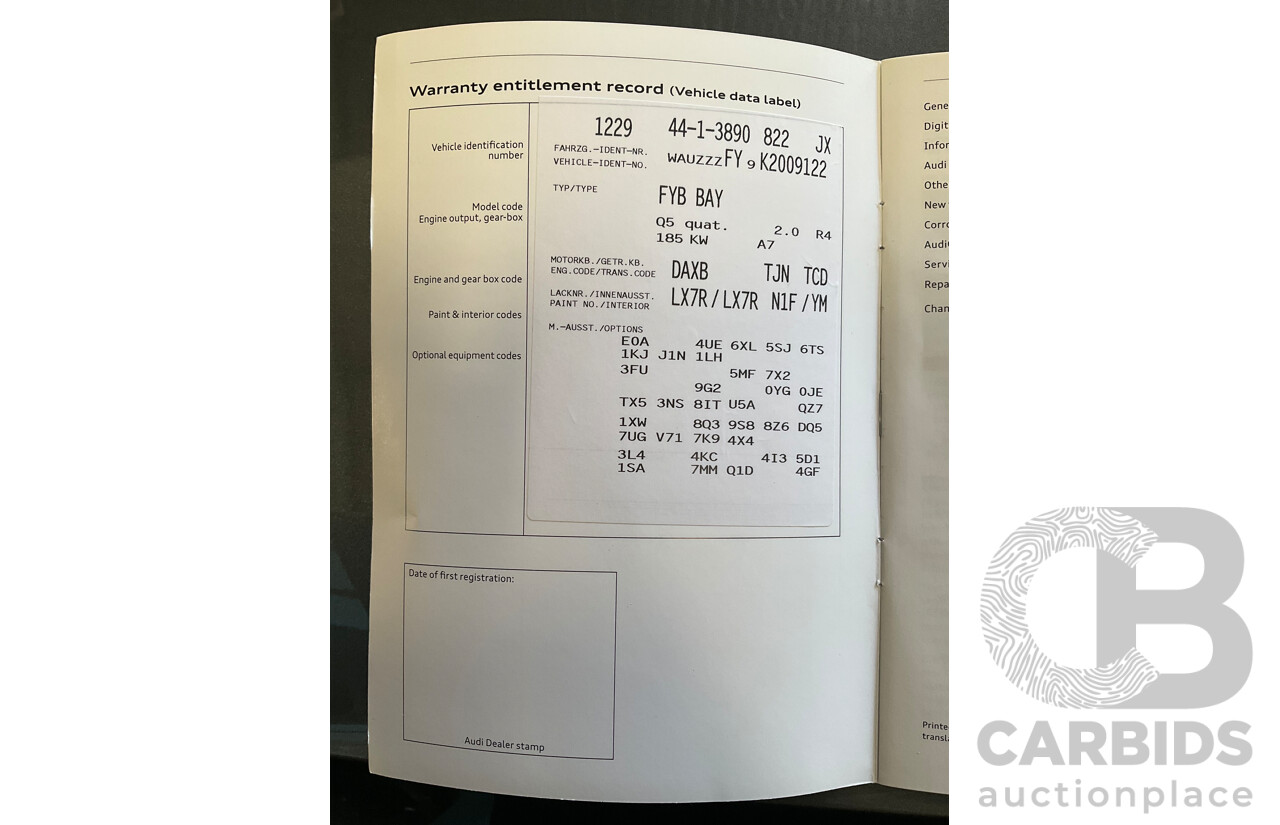 Warranty entitlement record (Vehicle data label)
1229 44-1-3890 822 JX
Vehicle identification
number
FAHRZG.-IDENT-NR.
VEHICLE-IDENT-NO. WAUZZZFY9K2009122
TYP/TYPE FYB BAY
Model code
Engine output, gear-box
Q5 quat. 2.0 R4
185 KW A7
Engine and gear box code
MOTORKB./GETR.KB.
ENG.CODE/TRANS.CODE DAXB TJN TCD
Paint & interior codes
LACKNR./INNENAUSST.
PAINT NO./INTERIOR LX7R/LX7R N1F/YM
Optional equipment codes
M.-AUSST./OPTIONS
E0A 4UE 6XL 5SJ 6TS
1KJ J1N 1LH
3FU 5MF 7X2
9G2 0YG 0JE
TX5 3NS 8IT U5A QZ7
1XW 8Q3 9S8 8Z6 DQ5
7UG V71 7K9 4X4
3L4 4KC 4I3 5D1
1SA 7MM Q1D 4GF
Date of first registration:
Audi Dealer stamp
Gene
Digit
Infor
Audi
Othe
New
Corro
Audi
Servi
Repa
Chan
Printe
transl
CB
CARBIDS
auctionplace